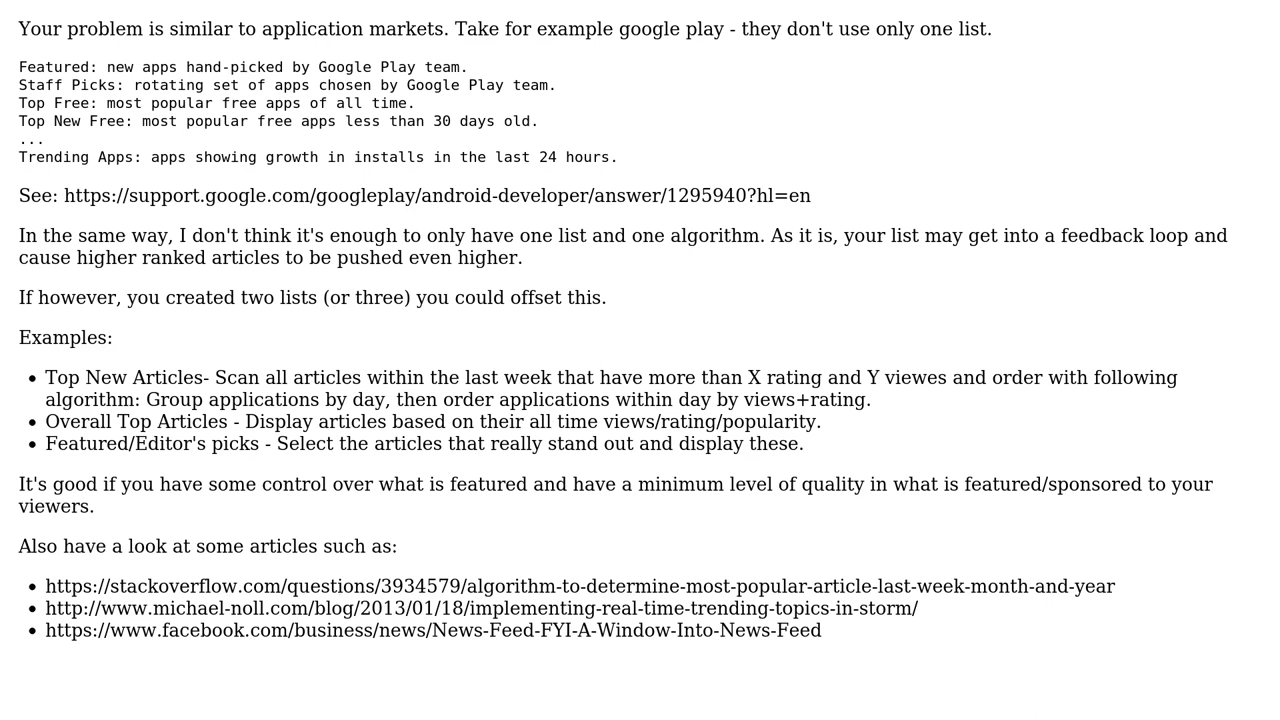 Your problem is similar to application markets. Take for example google play - they don't use only one list.
Featured: new apps hand-picked by Google Play team.
Staff Picks: rotating set of apps chosen by Google Play team.
Top Free: most popular free apps of all time.
Top New Free: most popular free apps less than 30 days old.
...
Trending Apps: apps showing growth in installs in the last 24 hours.
See: https://support.google.com/googleplay/android-developer/answer/1295940?hl=en
In the same way, I don't think it's enough to only have one list and one algorithm. As it is, your list may get into a feedback loop and
cause higher ranked articles to be pushed even higher.
If however, you created two lists (or three) you could offset this.
Examples:
• Top New Articles- Scan all articles within the last week that have more than X rating and Y viewes and order with following
algorithm: Group applications by day, then order applications within day by views+rating.
• Overall Top Articles - Display articles based on their all time views/rating/popularity.
• Featured/Editor's picks - Select the articles that really stand out and display these.
It's good if you have some control over what is featured and have a minimum level of quality in what is featured/sponsored to your
viewers.
Also have a look at some articles such as:
• https://stackoverflow.com/questions/3934579/algorithm-to-determine-most-popular-article-last-week-month-and-year
• http://www.michael-noll.com/blog/2013/01/18/implementing-real-time-trending-topics-in-storm/
• https://www.facebook.com/business/news/News-Feed-FYI-A-Window-Into-News-Feed